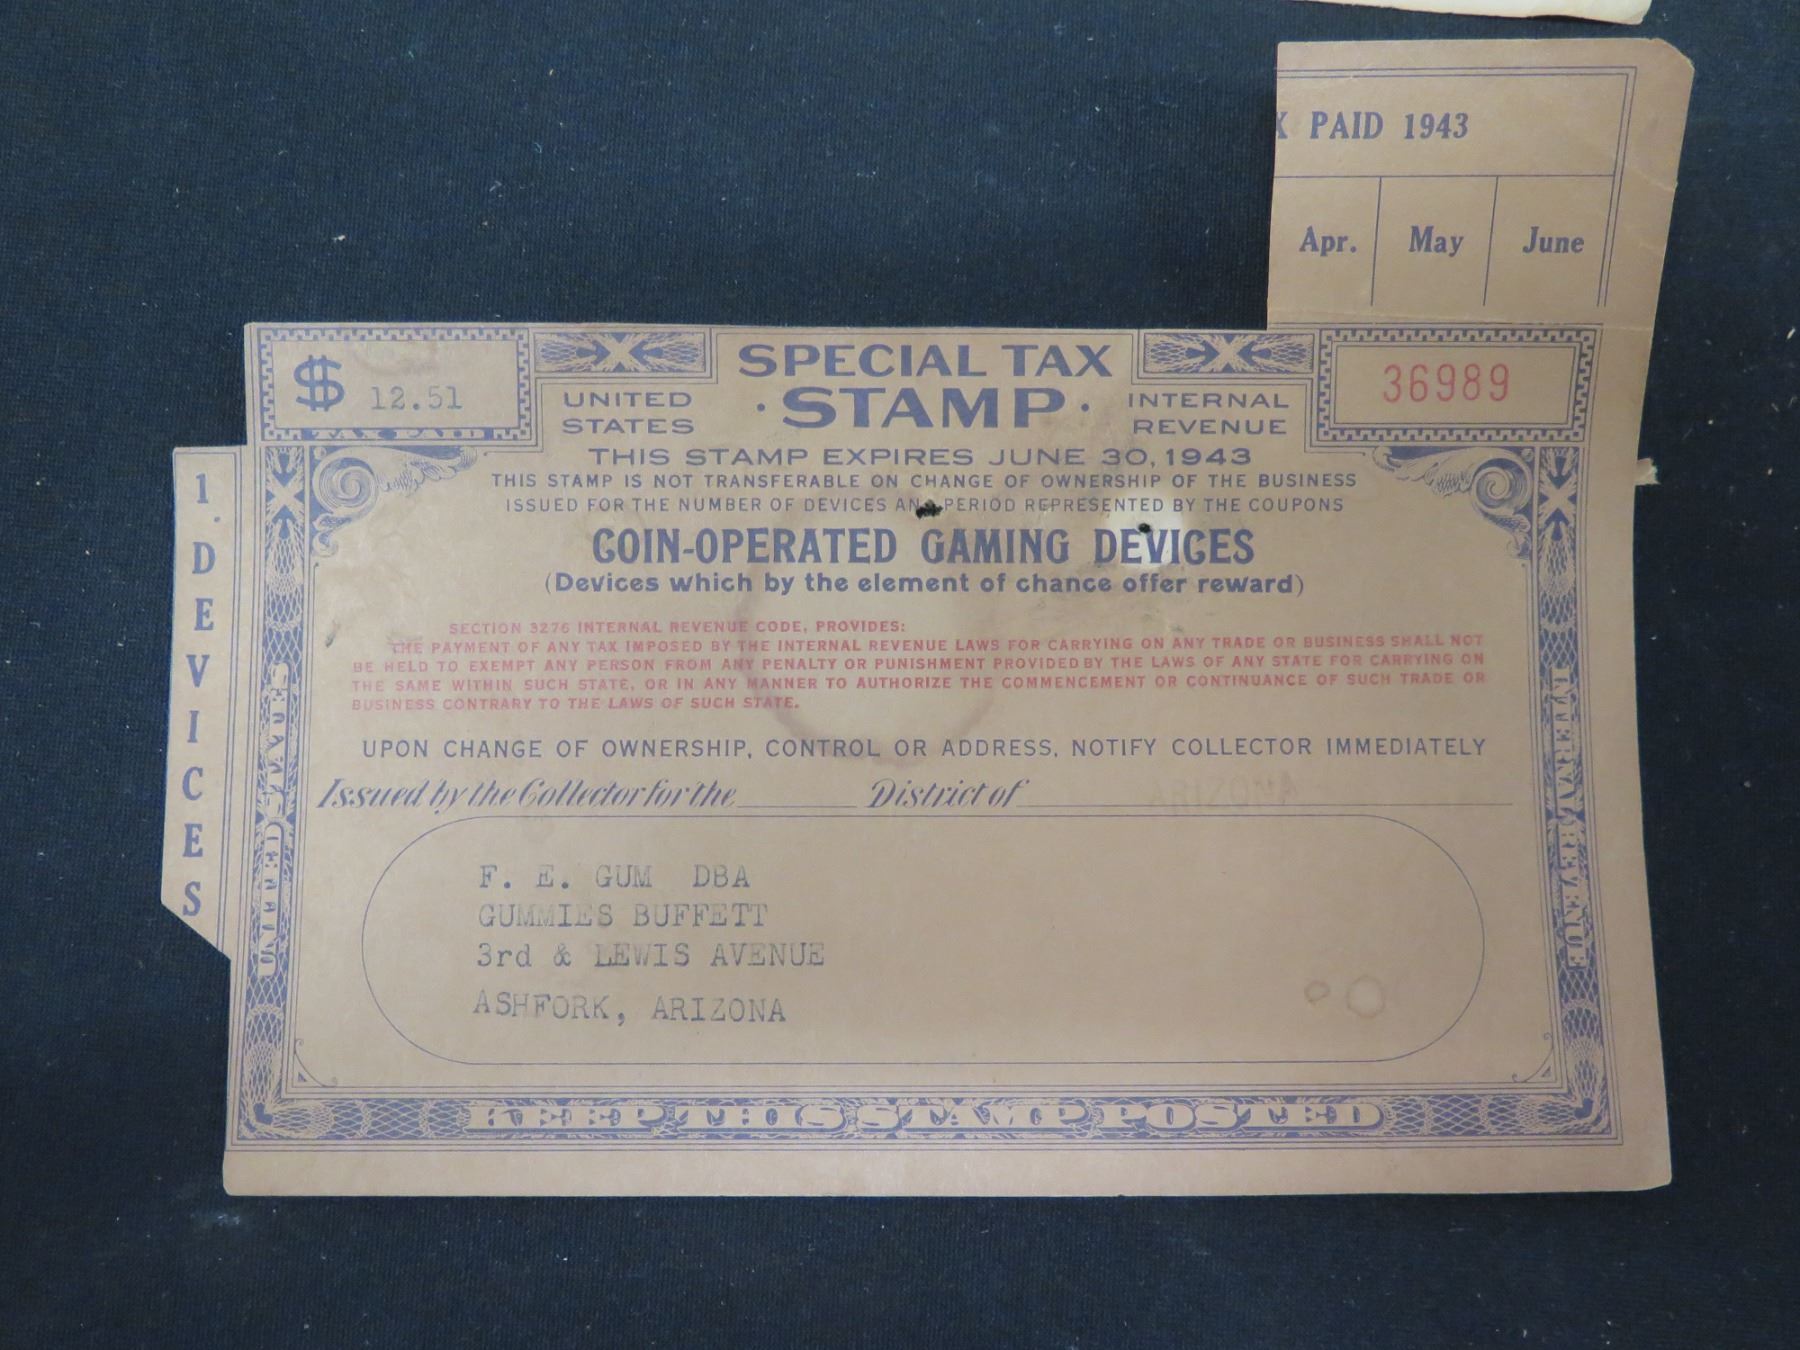 X PAID 1943
Apr. May June
$ 12.51
TAX PAID
UNITED STATES
SPECIAL TAX
· STAMP ·
INTERNAL REVENUE
36989
THIS STAMP EXPIRES JUNE 30, 1943
THIS STAMP IS NOT TRANSFERABLE ON CHANGE OF OWNERSHIP OF THE BUSINESS
ISSUED FOR THE NUMBER OF DEVICES AND PERIOD REPRESENTED BY THE COUPONS
COIN-OPERATED GAMING DEVICES
(Devices which by the element of chance offer reward)
SECTION 3276 INTERNAL REVENUE CODE, PROVIDES:
THE PAYMENT OF ANY TAX IMPOSED BY THE INTERNAL REVENUE LAWS FOR CARRYING ON ANY TRADE OR BUSINESS SHALL NOT
BE HELD TO EXEMPT ANY PERSON FROM ANY PENALTY OR PUNISHMENT PROVIDED BY THE LAWS OF ANY STATE FOR CARRYING ON
THE SAME WITHIN SUCH STATE, OR IN ANY MANNER TO AUTHORIZE THE COMMENCEMENT OR CONTINUANCE OF SUCH TRADE OR
BUSINESS CONTRARY TO THE LAWS OF SUCH STATE.
UPON CHANGE OF OWNERSHIP, CONTROL OR ADDRESS, NOTIFY COLLECTOR IMMEDIATELY
Issued by the Collector for the District of
F. E. GUM DBA
GUMMIES BUFFETT
3rd & LEWIS AVENUE
ASHFORK, ARIZONA
KEEP THIS STAMP POSTED
1. DEVICES
UNITED STATES
INTERNAL REVENUE